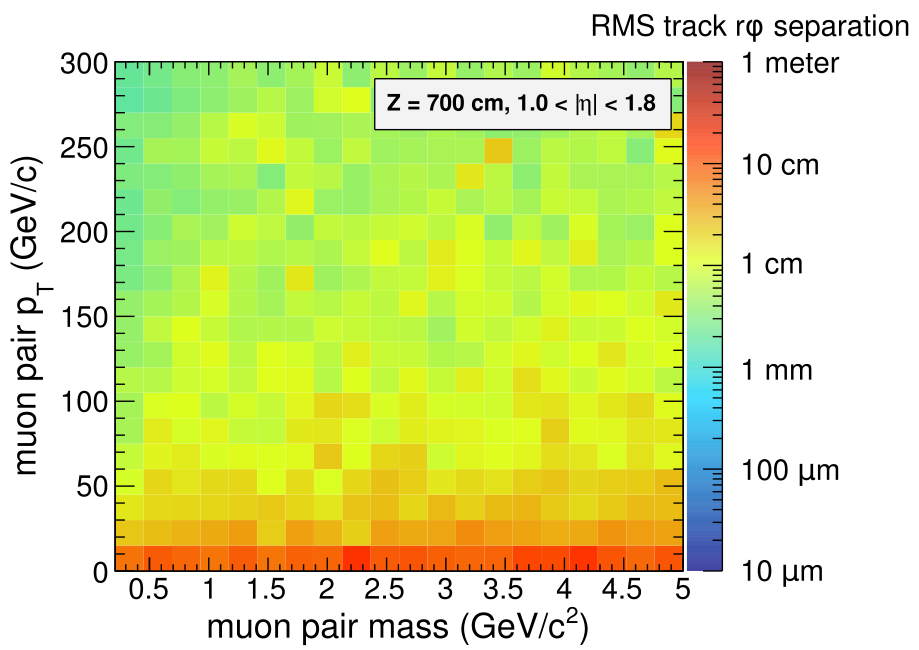 RMS track rφ separation
Z = 700 cm, 1.0 < |η| < 1.8
muon pair p_T (GeV/c)
300
250
200
150
100
50
0
0.5 1 1.5 2 2.5 3 3.5 4 4.5 5
muon pair mass (GeV/c²)
1 meter
10 cm
1 cm
1 mm
100 μm
10 μm